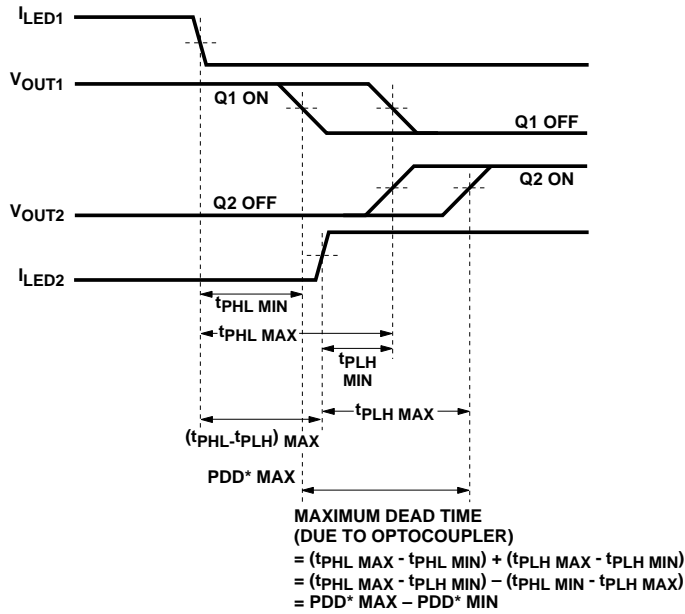 ILED1
VOUT1
Q1 ON
Q1 OFF
Q2 ON
Q2 OFF
VOUT2
ILED2
tPHL MIN
tPHL MAX
tPLH
MIN
tPLH MAX
(tPHL-tPLH) MAX
PDD* MAX
MAXIMUM DEAD TIME
(DUE TO OPTOCOUPLER)
= (tPHL MAX - tPHL MIN) + (tPLH MAX - tPLH MIN)
= (tPHL MAX - tPLH MIN) – (tPHL MIN - tPLH MAX)
= PDD* MAX – PDD* MIN